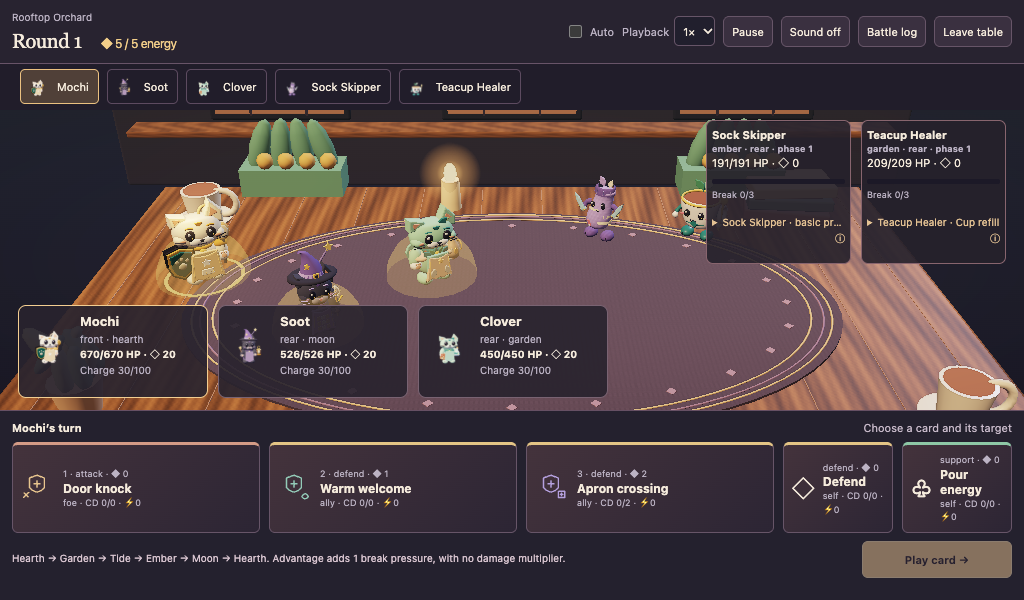 Rooftop Orchard
Round 1
◆ 5 / 5 energy
Auto
Playback
1×
Pause
Sound off
Battle log
Leave table
Mochi
Soot
Clover
Sock Skipper
Teacup Healer
Sock Skipper
ember · rear · phase 1
191/191 HP · ◇ 0
Break 0/3
▸ Sock Skipper · basic pr...
ⓘ
Teacup Healer
garden · rear · phase 1
209/209 HP · ◇ 0
Break 0/3
▸ Teacup Healer · Cup refill
ⓘ
Mochi
front · hearth
670/670 HP · ◇ 20
Charge 30/100
Soot
rear · moon
526/526 HP · ◇ 20
Charge 30/100
Clover
rear · garden
450/450 HP · ◇ 20
Charge 30/100
Mochi's turn
Choose a card and its target
1 · attack · ◆ 0
Door knock
foe · CD 0/0 · ⚡0
2 · defend · ◆ 1
Warm welcome
ally · CD 0/0 · ⚡0
3 · defend · ◆ 2
Apron crossing
ally · CD 0/2 · ⚡0
defend · ◆ 0
Defend
self · CD 0/0 ·
⚡0
support · ◆ 0
Pour
energy
self · CD 0/0 ·
⚡0
Hearth → Garden → Tide → Ember → Moon → Hearth. Advantage adds 1 break pressure, with no damage multiplier.
Play card →